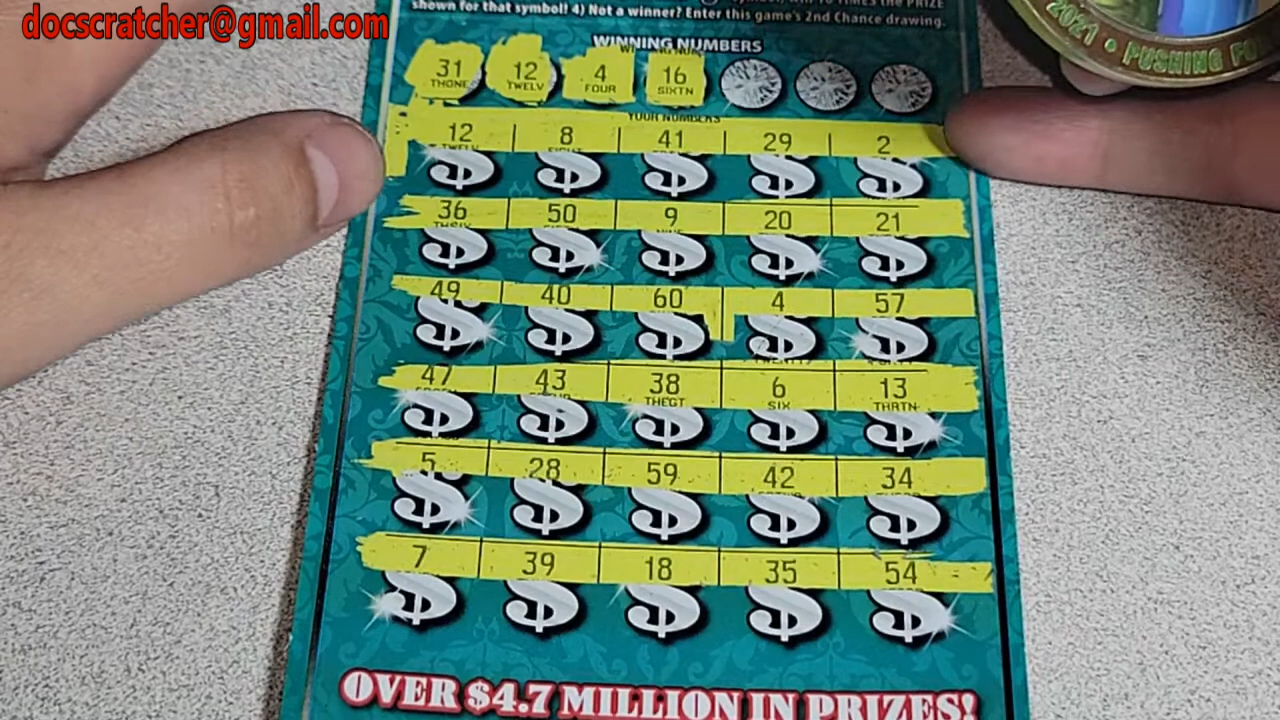 docscratcher@gmail.com
shown for that symbol! 4) Not a winner? Enter this game's 2nd Chance drawing.
WINNING NUMBERS
31 12 4 16
THONE TWELV FOUR SIXTN
YOUR NUMBERS
12 8 41 29 2
36 50 9 20 21
49 40 60 4 57
47 43 38 6 13
THEGT SIX THRTN
5 28 59 42 34
7 39 18 35 54
OVER $4.7 MILLION IN PRIZES!
2021 • PUSHING